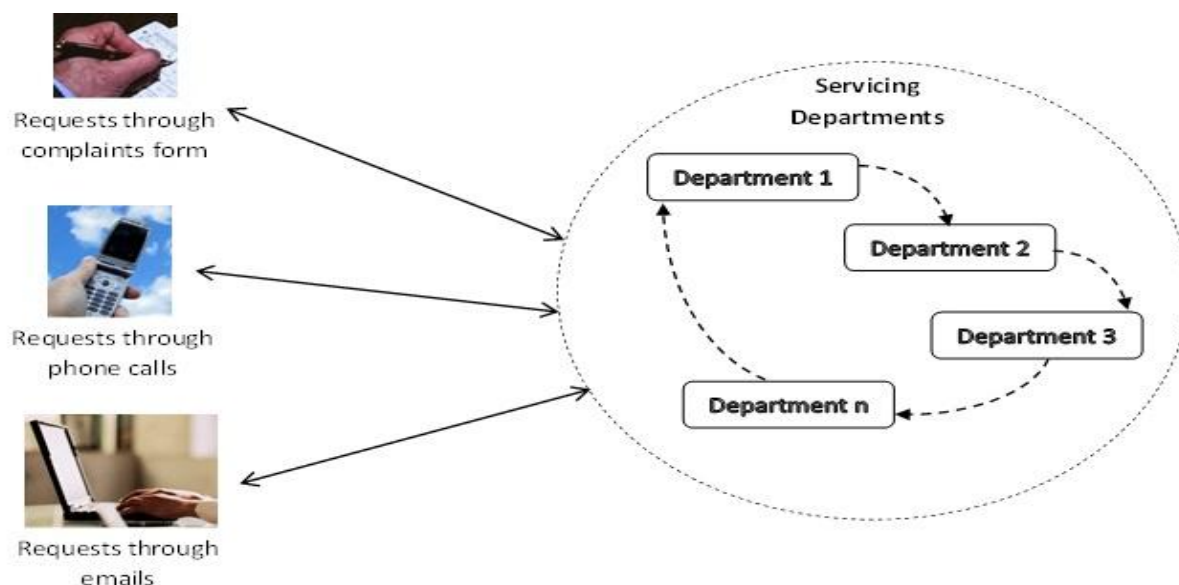 Requests through
complaints form
Requests through
phone calls
Requests through
emails
Servicing
Departments
Department 1
Department 2
Department 3
Department n